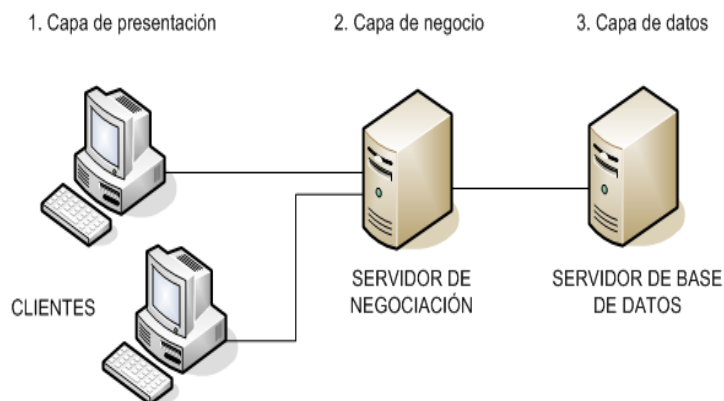 1. Capa de presentación
2. Capa de negocio
3. Capa de datos
CLIENTES
SERVIDOR DE
NEGOCIACIÓN
SERVIDOR DE BASE
DE DATOS